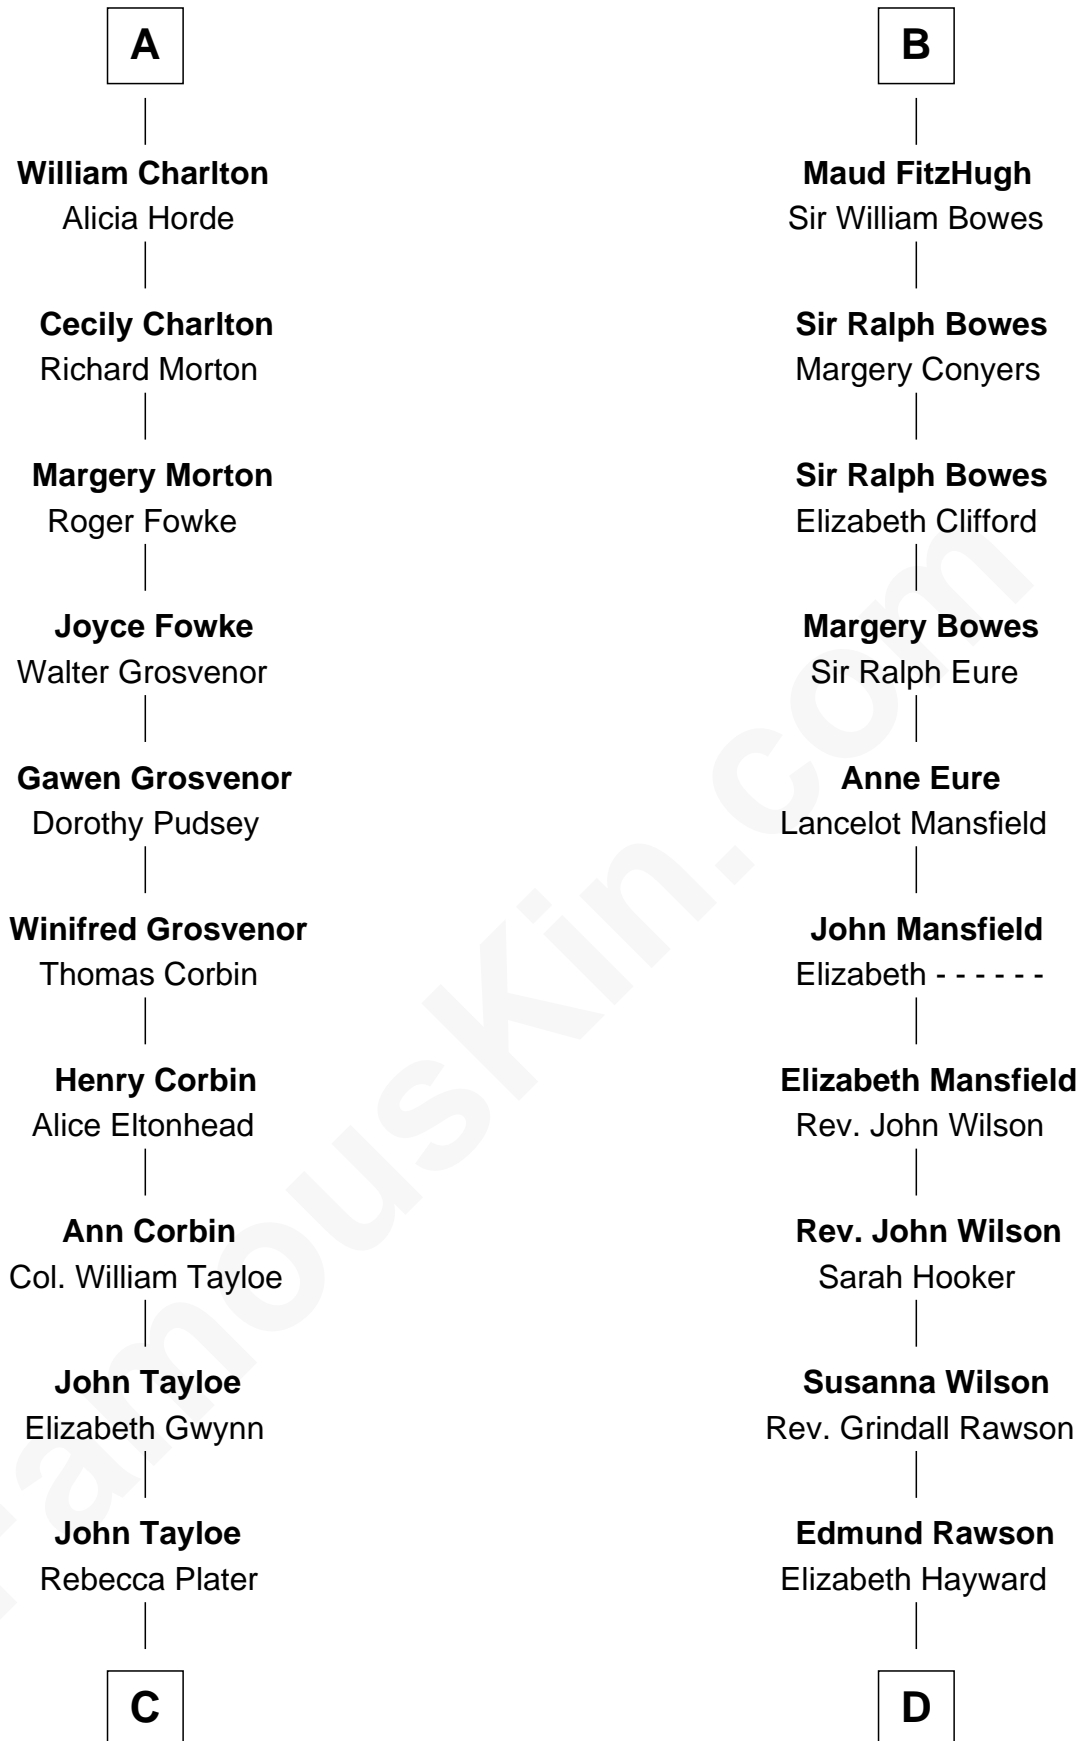 A
William Charlton
Alicia Horde
Cecily Charlton
Richard Morton
Margery Morton
Roger Fowke
Joyce Fowke
Walter Grosvenor
Gawen Grosvenor
Dorothy Pudsey
Winifred Grosvenor
Thomas Corbin
Henry Corbin
Alice Eltonhead
Ann Corbin
Col. William Tayloe
John Tayloe
Elizabeth Gwynn
John Tayloe
Rebecca Plater
C
B
Maud FitzHugh
Sir William Bowes
Sir Ralph Bowes
Margery Conyers
Sir Ralph Bowes
Elizabeth Clifford
Margery Bowes
Sir Ralph Eure
Anne Eure
Lancelot Mansfield
John Mansfield
Elizabeth - - - - - -
Elizabeth Mansfield
Rev. John Wilson
Rev. John Wilson
Sarah Hooker
Susanna Wilson
Rev. Grindall Rawson
Edmund Rawson
Elizabeth Hayward
D
FamousKin.com